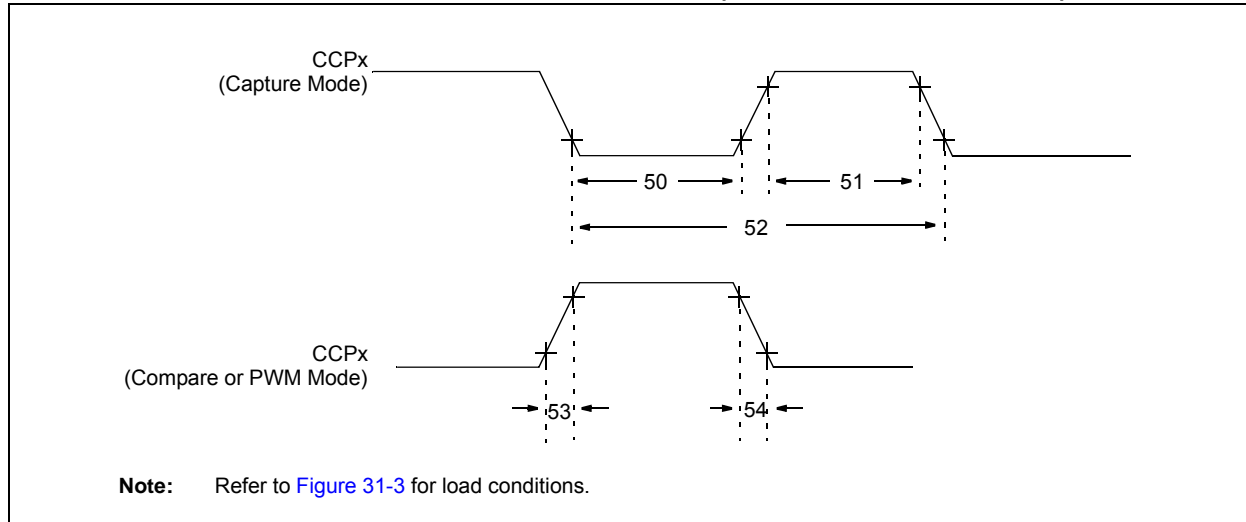 CCPx
(Capture Mode)
50
51
52
CCPx
(Compare or PWM Mode)
53
54
Note: Refer to Figure 31-3 for load conditions.